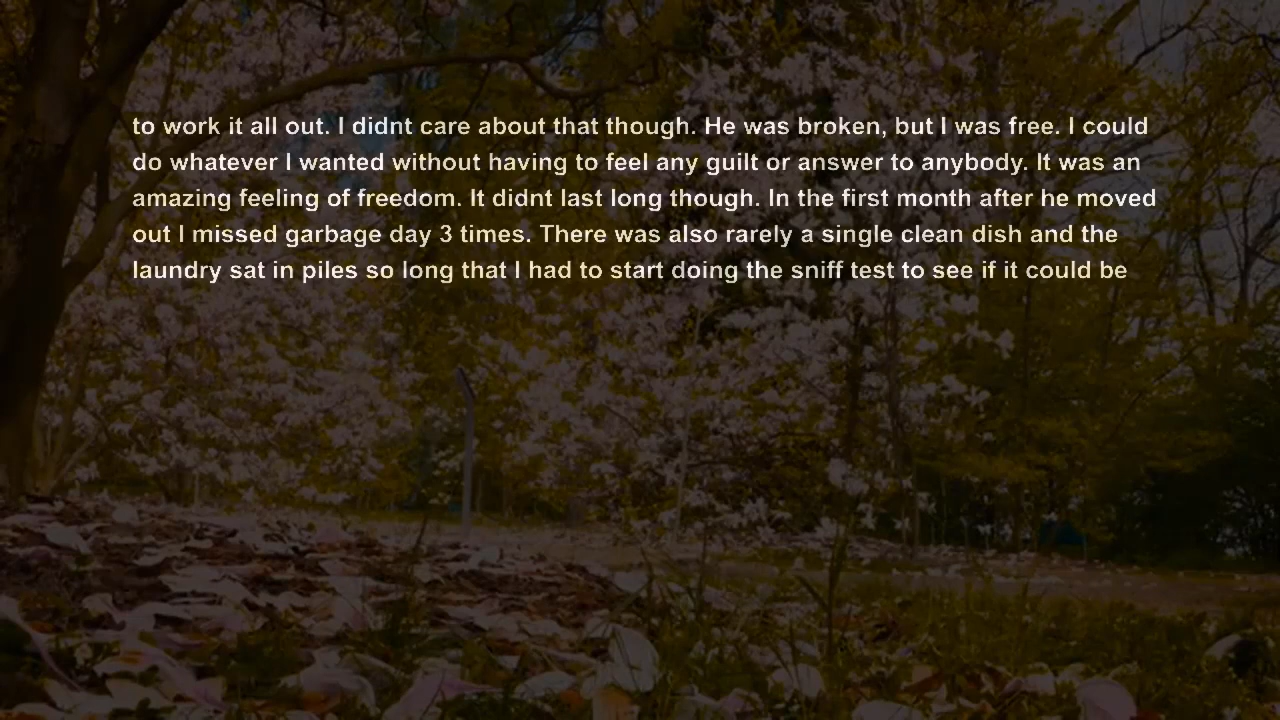 to work it all out. I didnt care about that though. He was broken, but I was free. I could
do whatever I wanted without having to feel any guilt or answer to anybody. It was an
amazing feeling of freedom. It didnt last long though. In the first month after he moved
out I missed garbage day 3 times. There was also rarely a single clean dish and the
laundry sat in piles so long that I had to start doing the sniff test to see if it could be